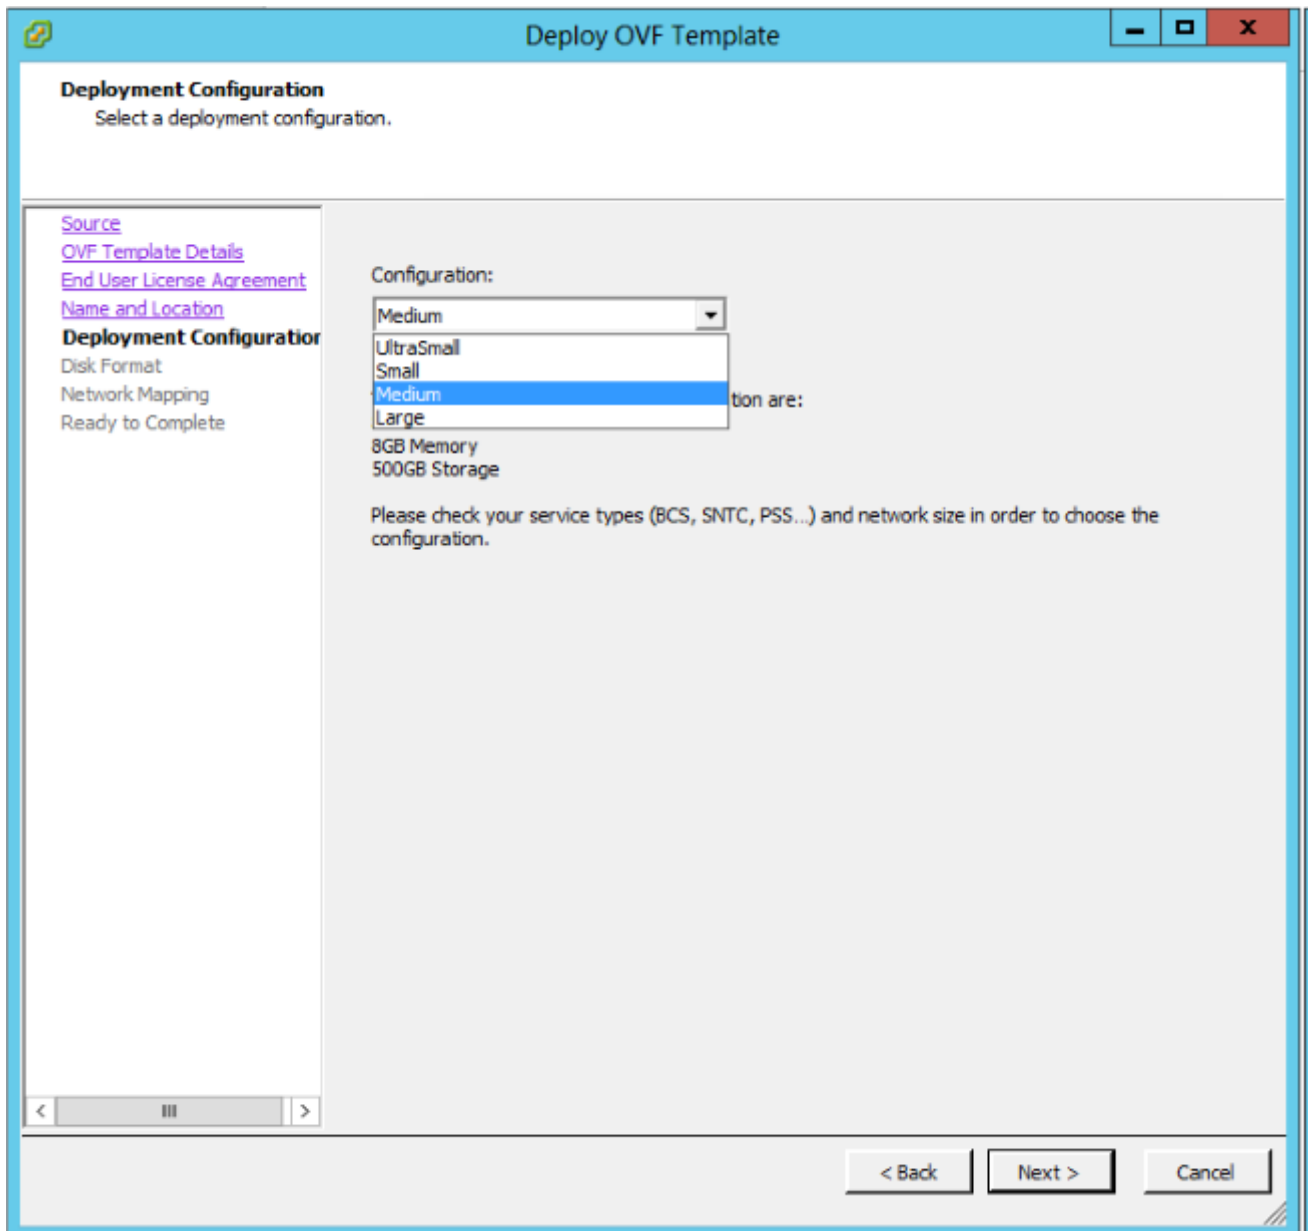 Deploy OVF Template
Deployment Configuration
Select a deployment configuration.
Source
OVF Template Details
End User License Agreement
Name and Location
Deployment Configuration
Disk Format
Network Mapping
Ready to Complete
Configuration:
Medium
UltraSmall
Small
Medium
Large
tion are:
8GB Memory
500GB Storage
Please check your service types (BCS, SNTC, PSS...) and network size in order to choose the
configuration.
< Back
Next >
Cancel